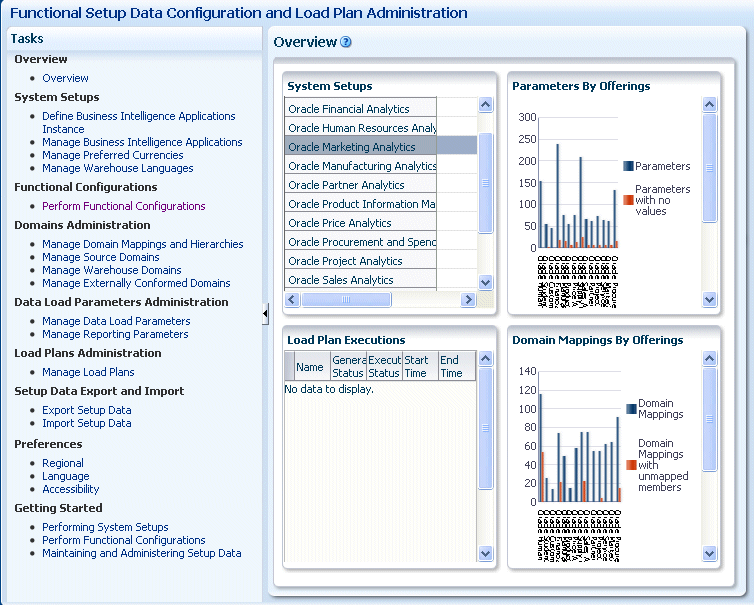 Functional Setup Data Configuration and Load Plan Administration
Tasks
Overview
Overview
System Setups
Define Business Intelligence Applications
Instance
Manage Business Intelligence Applications
Manage Preferred Currencies
Manage Warehouse Languages
Functional Configurations
Perform Functional Configurations
Domains Administration
Manage Domain Mappings and Hierarchies
Manage Source Domains
Manage Warehouse Domains
Manage Externally Conformed Domains
Data Load Parameters Administration
Manage Data Load Parameters
Manage Reporting Parameters
Load Plans Administration
Manage Load Plans
Setup Data Export and Import
Export Setup Data
Import Setup Data
Preferences
Regional
Language
Accessibility
Getting Started
Performing System Setups
Perform Functional Configurations
Maintaining and Administering Setup Data
Overview ?
System Setups
Oracle Financial Analytics
Oracle Human Resources Analy
Oracle Marketing Analytics
Oracle Manufacturing Analytics
Oracle Partner Analytics
Oracle Product Information Ma
Oracle Price Analytics
Oracle Procurement and Spend
Oracle Project Analytics
Oracle Sales Analytics
Parameters By Offerings
300
250
200
150
100
50
0
Parameters
Parameters
with no
values
Load Plan Executions
Name
Genera
Status
Execut
Status
Start
Time
End
Time
No data to display.
Domain Mappings By Offerings
140
120
100
80
60
40
20
0
Domain
Mappings
Domain
Mappings
with
unmapped
members